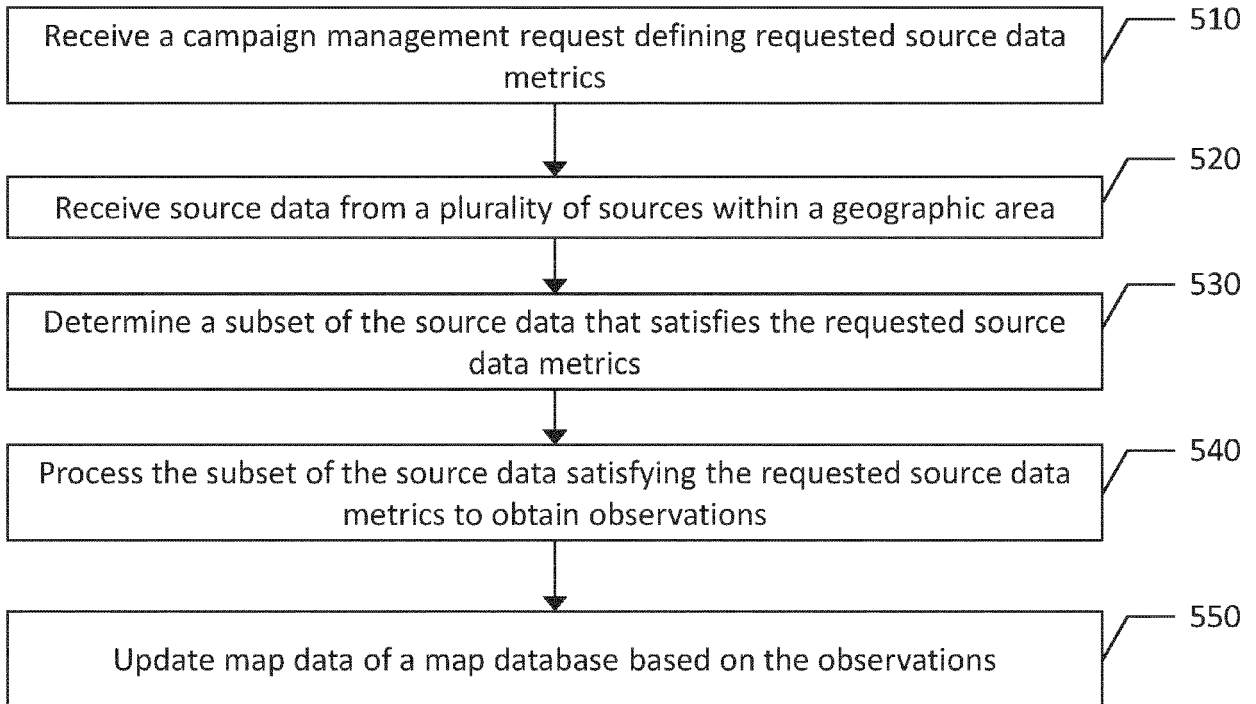 Receive a campaign management request defining requested source data
metrics
510
Receive source data from a plurality of sources within a geographic area
520
Determine a subset of the source data that satisfies the requested source
data metrics
530
Process the subset of the source data satisfying the requested source data
metrics to obtain observations
540
Update map data of a map database based on the observations
550